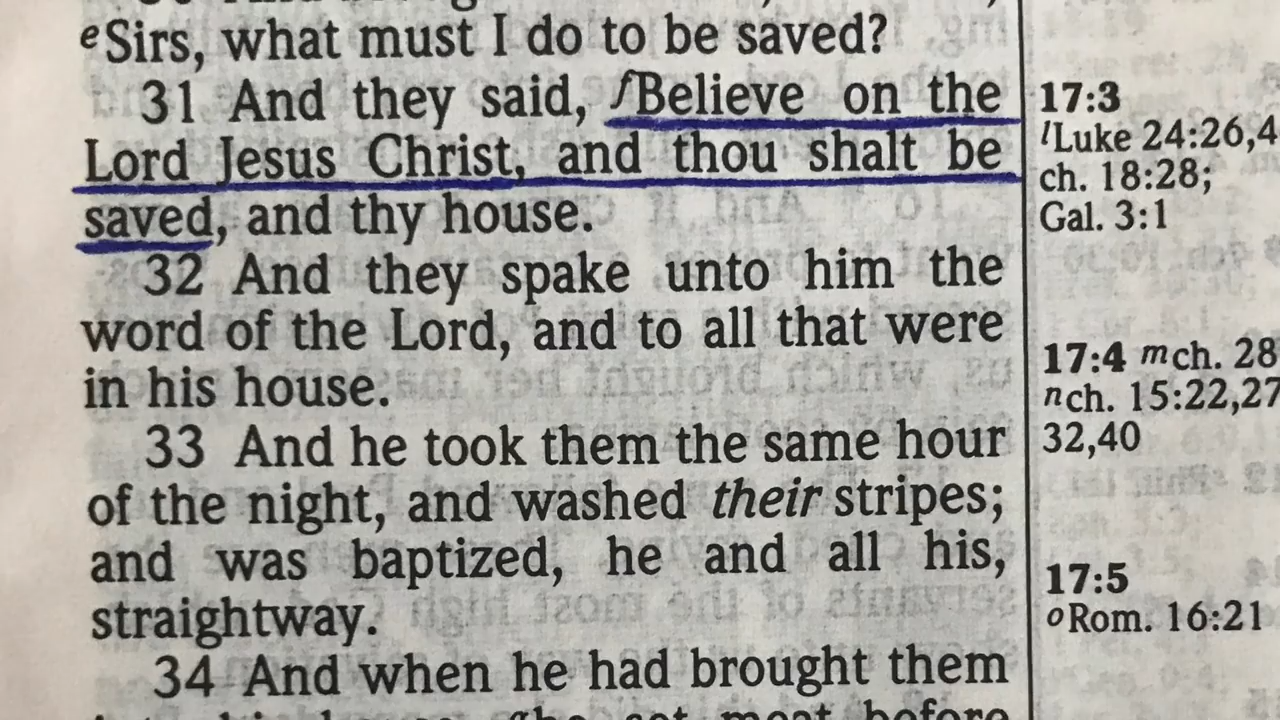 eSirs, what must I do to be saved?
31 And they said, fBelieve on the
Lord Jesus Christ, and thou shalt be
saved, and thy house.
32 And they spake unto him the
word of the Lord, and to all that were
in his house.
33 And he took them the same hour
of the night, and washed their stripes;
and was baptized, he and all his,
straightway.
34 And when he had brought them
17:3
lLuke 24:26,4
ch. 18:28;
Gal. 3:1
17:4 mch. 28
nch. 15:22,27
32,40
17:5
oRom. 16:21